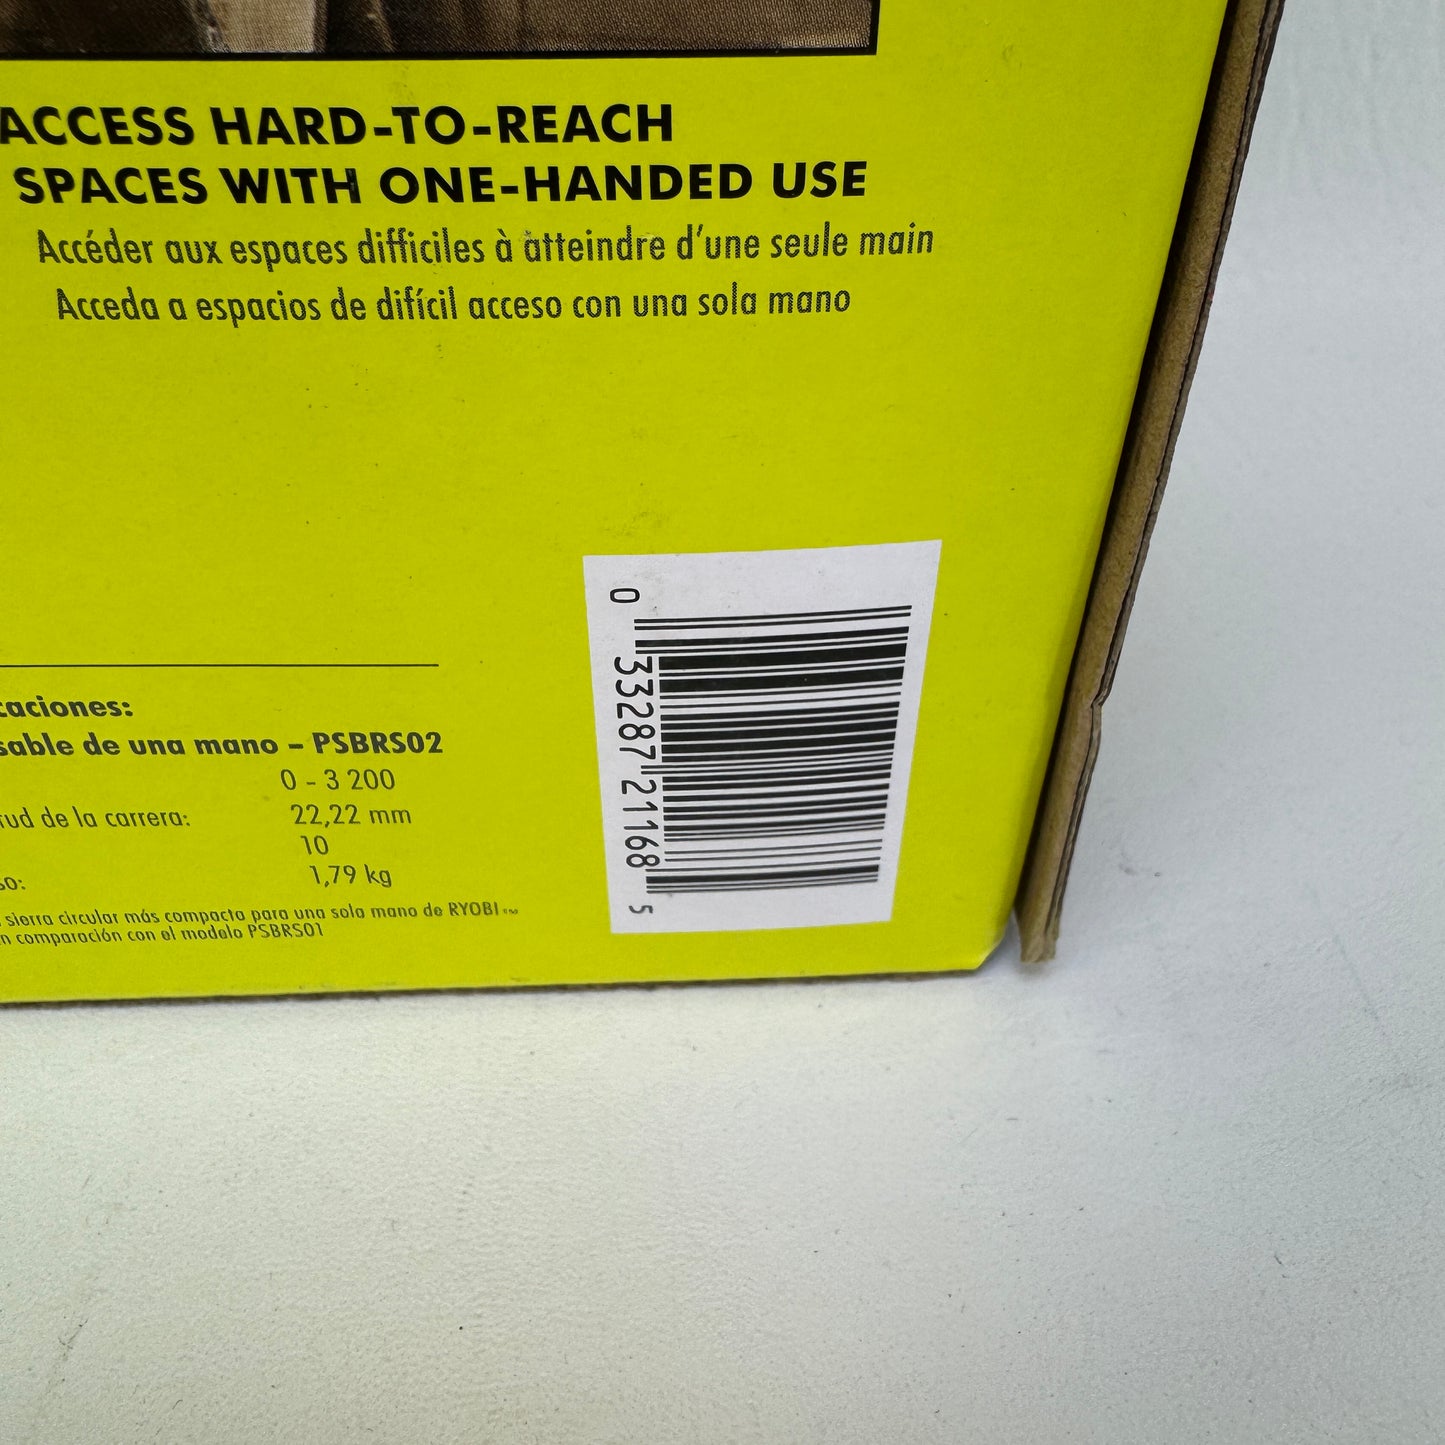 ACCESS HARD-TO-REACH
SPACES WITH ONE-HANDED USE
Accéder aux espaces difficiles à atteindre d'une seule main
Acceda a espacios de difícil acceso con una sola mano
caciones:
sable de una mano – PSBRS02
0 - 3 200
rud de la carrera: 22,22 mm
10
so: 1,79 kg
sierra circular más compacta para una sola mano de RYOBI
n comparación con el modelo PSBRS01
0 33287 21168 5